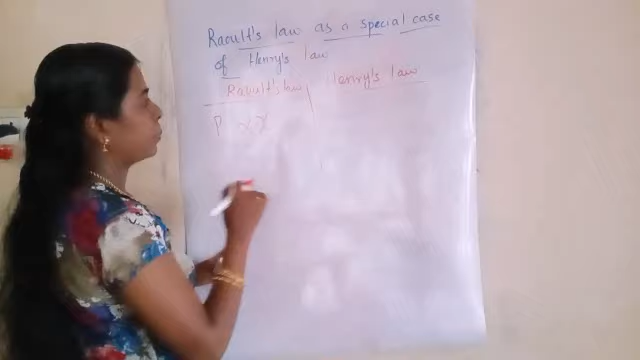 Raoult's law as a special case
of Henry's law
Raoult's law Henry's law
P ∝ x